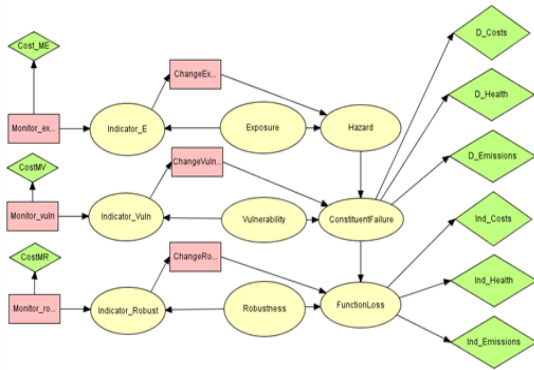 Cost_ME
D_Costs
ChangeEx...
D_Health
Monitor_ex...
Indicator_E
Exposure
Hazard
D_Emissions
CostMV
ChangeVuln...
Monitor_vuln
Indicator_Vuln
Vulnerability
ConstituentFailure
Ind_Costs
CostMR
ChangeRo...
Ind_Health
Monitor_ro...
Indicator_Robust
Robustness
FunctionLoss
Ind_Emissions